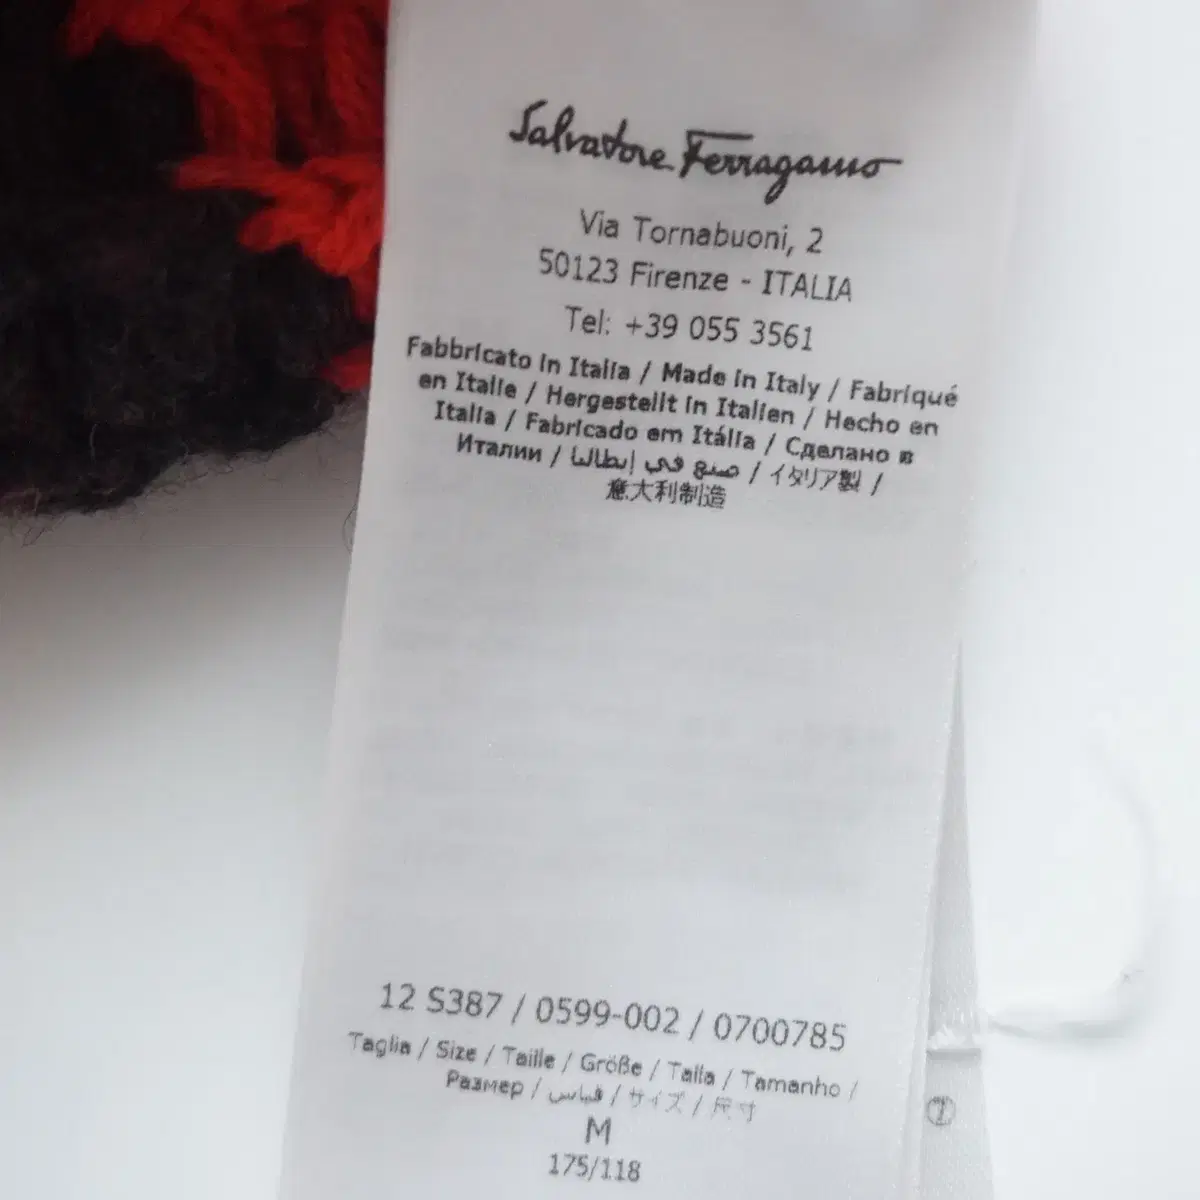 Salvatore Ferragamo
Via Tornabuoni, 2
50123 Firenze - ITALIA
Tel: +39 055 3561
Fabbricato in Italia / Made in Italy / Fabriqué
en Italie / Hergestellt in Italien / Hecho en
Italia / Fabricado em Itália / Сделано в
Италии / صنع في إيطاليا / イタリア製 /
意大利制造
12 S387 / 0599-002 / 0700785
Taglia / Size / Taille / Größe / Talla / Tamanho /
Размер / قياس / サイズ / 尺寸
M
175/118